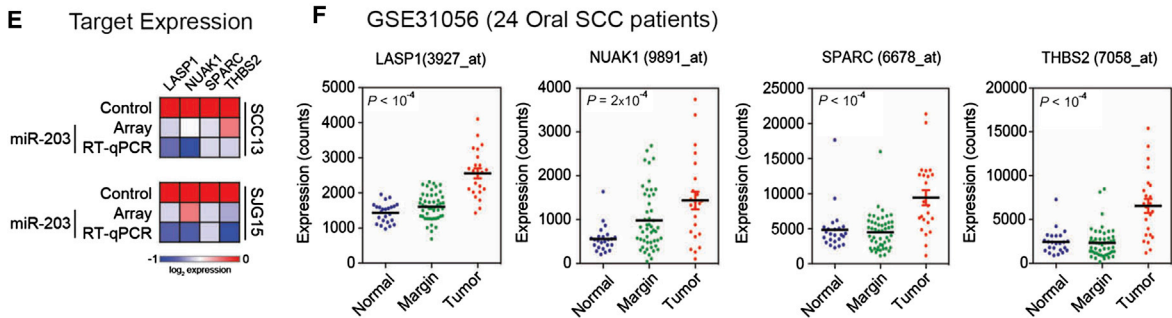 E Target Expression
LASP1 NUAK1 SPARC THBS2
Control
miR-203 Array
RT-qPCR
SCC13
Control
miR-203 Array
RT-qPCR
SJG15
-1 0
log₂ expression
F GSE31056 (24 Oral SCC patients)
LASP1(3927_at)
P < 10⁻⁴
Expression (counts)
5000
4000
3000
2000
1000
0
Normal Margin Tumor
NUAK1 (9891_at)
P = 2x10⁻⁴
Expression (counts)
4000
3000
2000
1000
0
Normal Margin Tumor
SPARC (6678_at)
P < 10⁻⁴
Expression (counts)
25000
20000
15000
10000
5000
0
Normal Margin Tumor
THBS2 (7058_at)
P < 10⁻⁴
Expression (counts)
20000
15000
10000
5000
0
Normal Margin Tumor